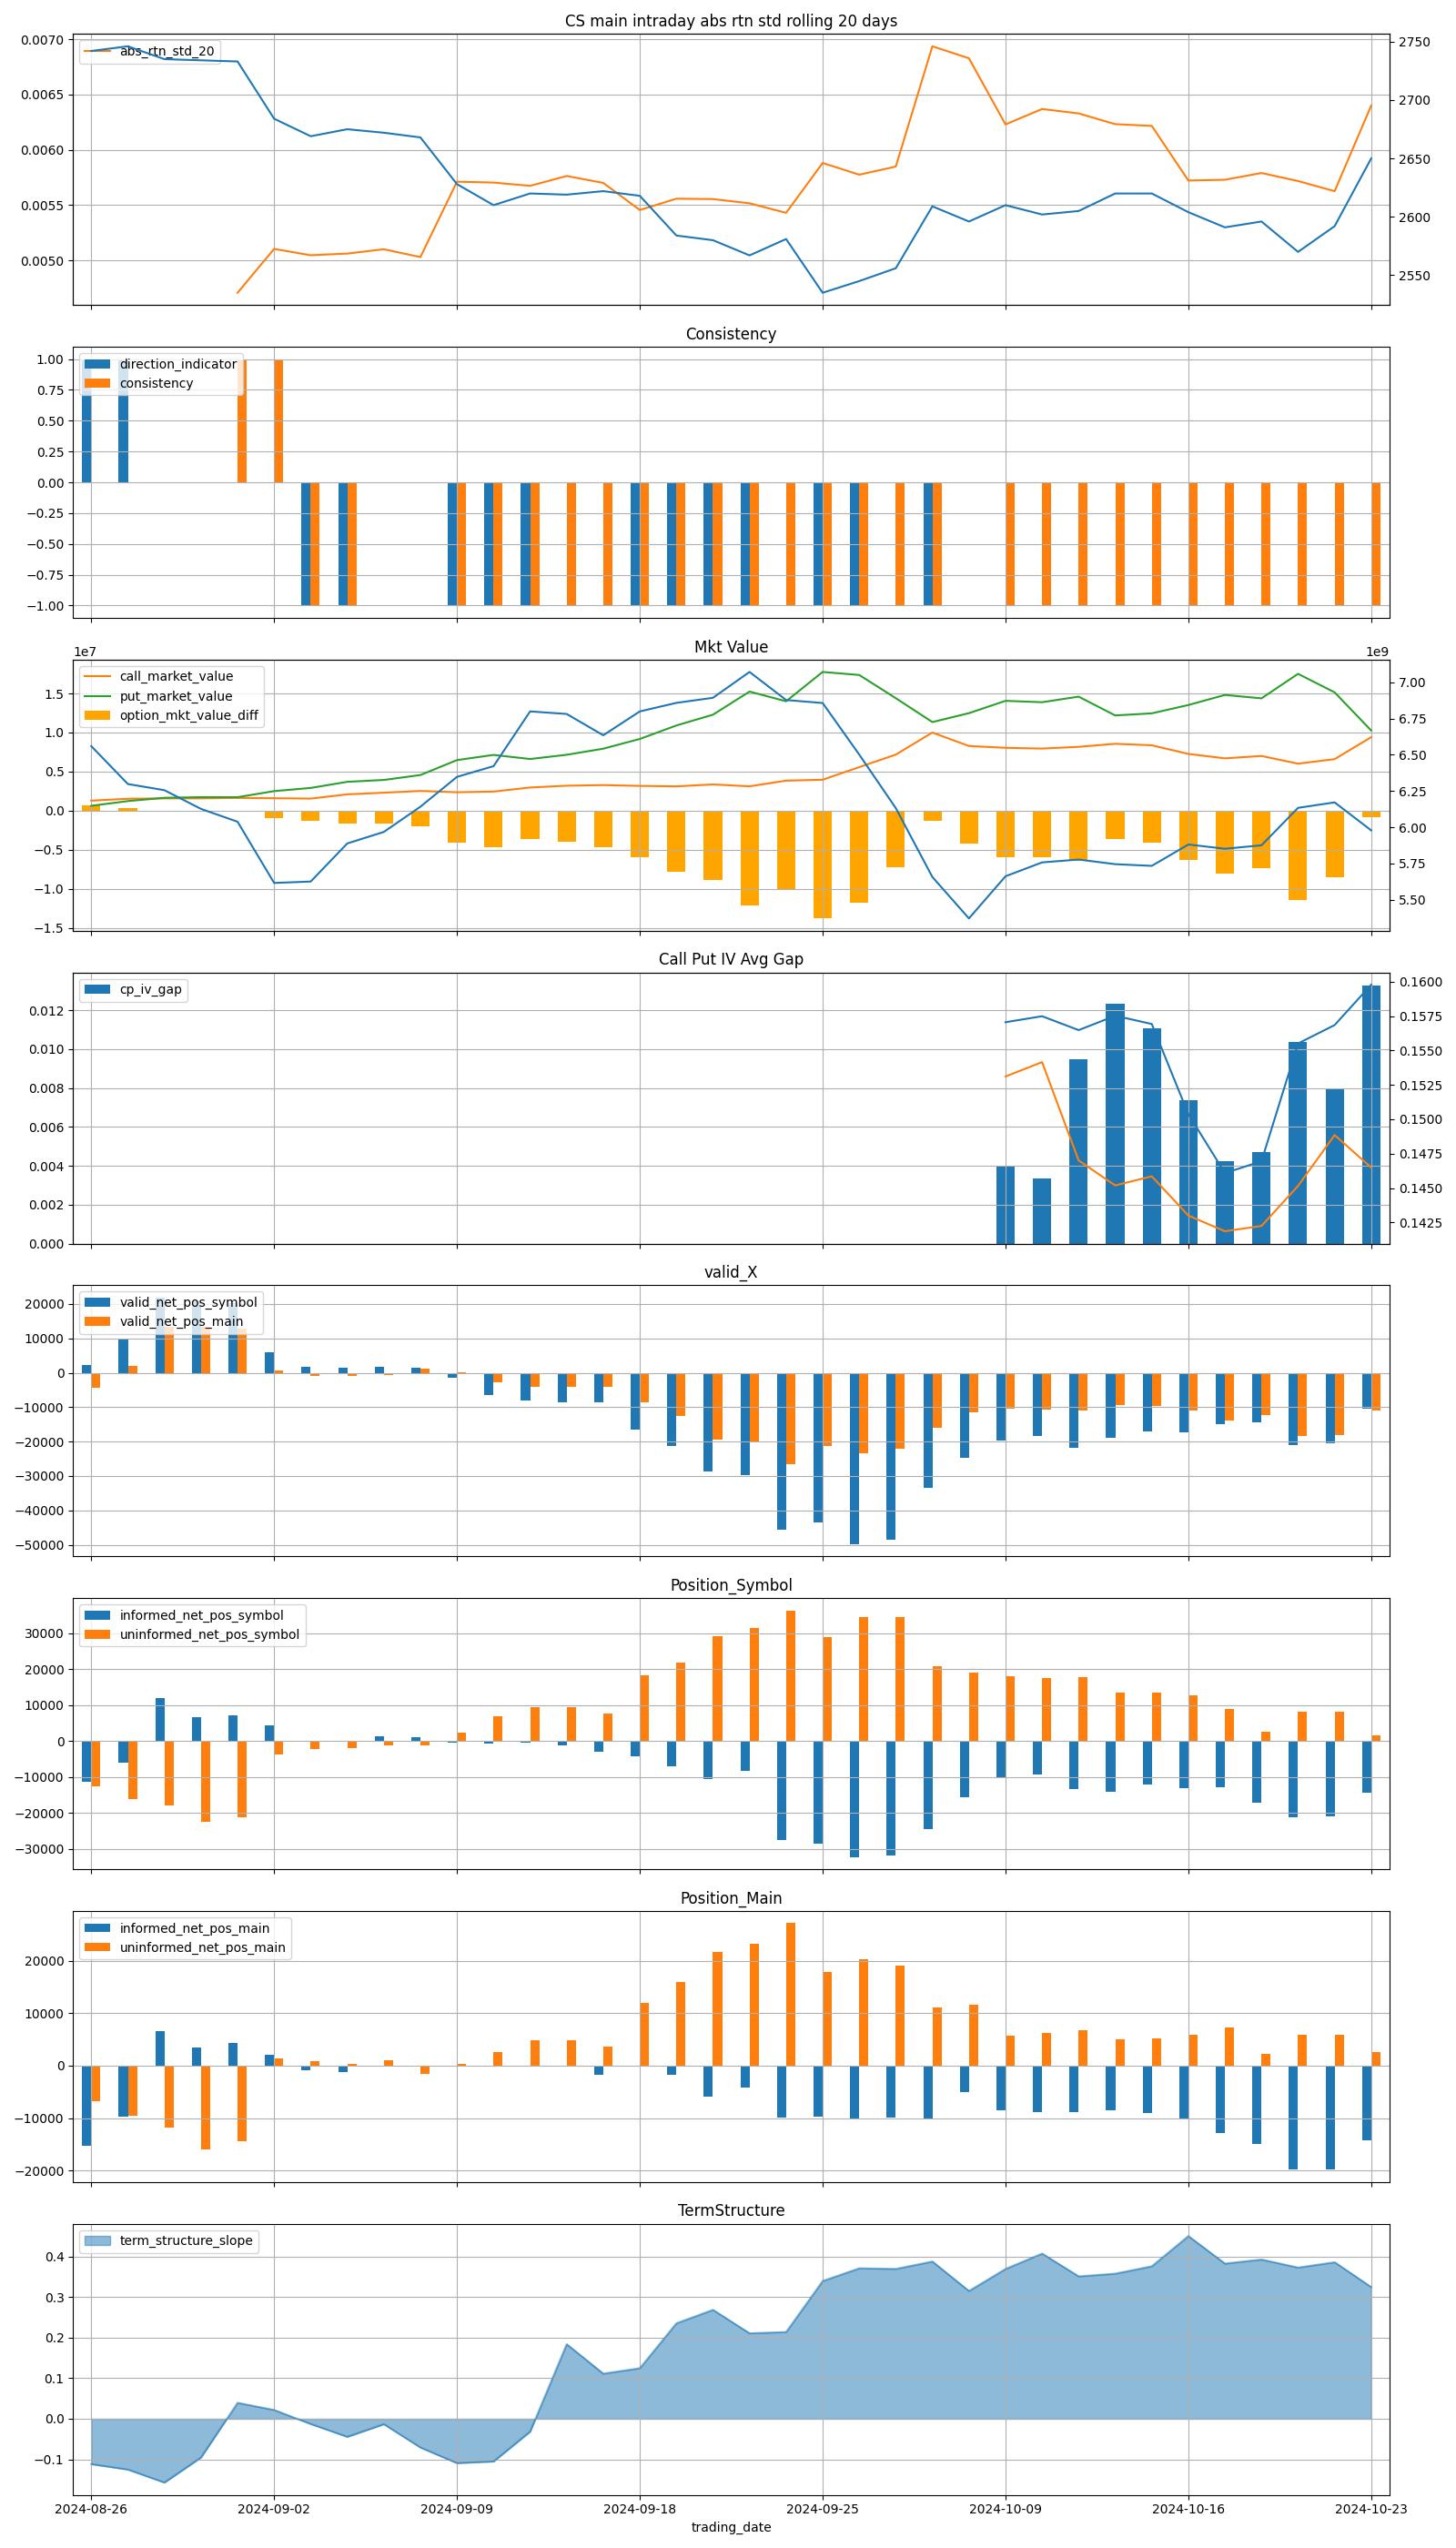 CS main intraday abs rtn std rolling 20 days
abs_rtn_std_20
0.0070
0.0065
0.0060
0.0055
0.0050
2750
2700
2650
2600
2550
Consistency
direction_indicator
consistency
1.00
0.75
0.50
0.25
0.00
−0.25
−0.50
−0.75
−1.00
Mkt Value
1e7
1e9
call_market_value
put_market_value
option_mkt_value_diff
1.5
1.0
0.5
0.0
−0.5
−1.0
−1.5
7.00
6.75
6.50
6.25
6.00
5.75
5.50
Call Put IV Avg Gap
cp_iv_gap
0.012
0.010
0.008
0.006
0.004
0.002
0.000
0.1600
0.1575
0.1550
0.1525
0.1500
0.1475
0.1450
0.1425
valid_X
valid_net_pos_symbol
valid_net_pos_main
20000
10000
0
−10000
−20000
−30000
−40000
−50000
Position_Symbol
informed_net_pos_symbol
uninformed_net_pos_symbol
30000
20000
10000
0
−10000
−20000
−30000
Position_Main
informed_net_pos_main
uninformed_net_pos_main
20000
10000
0
−10000
−20000
TermStructure
term_structure_slope
0.4
0.3
0.2
0.1
0.0
−0.1
2024-08-26 2024-09-02 2024-09-09 2024-09-18 2024-09-25 2024-10-09 2024-10-16 2024-10-23
trading_date